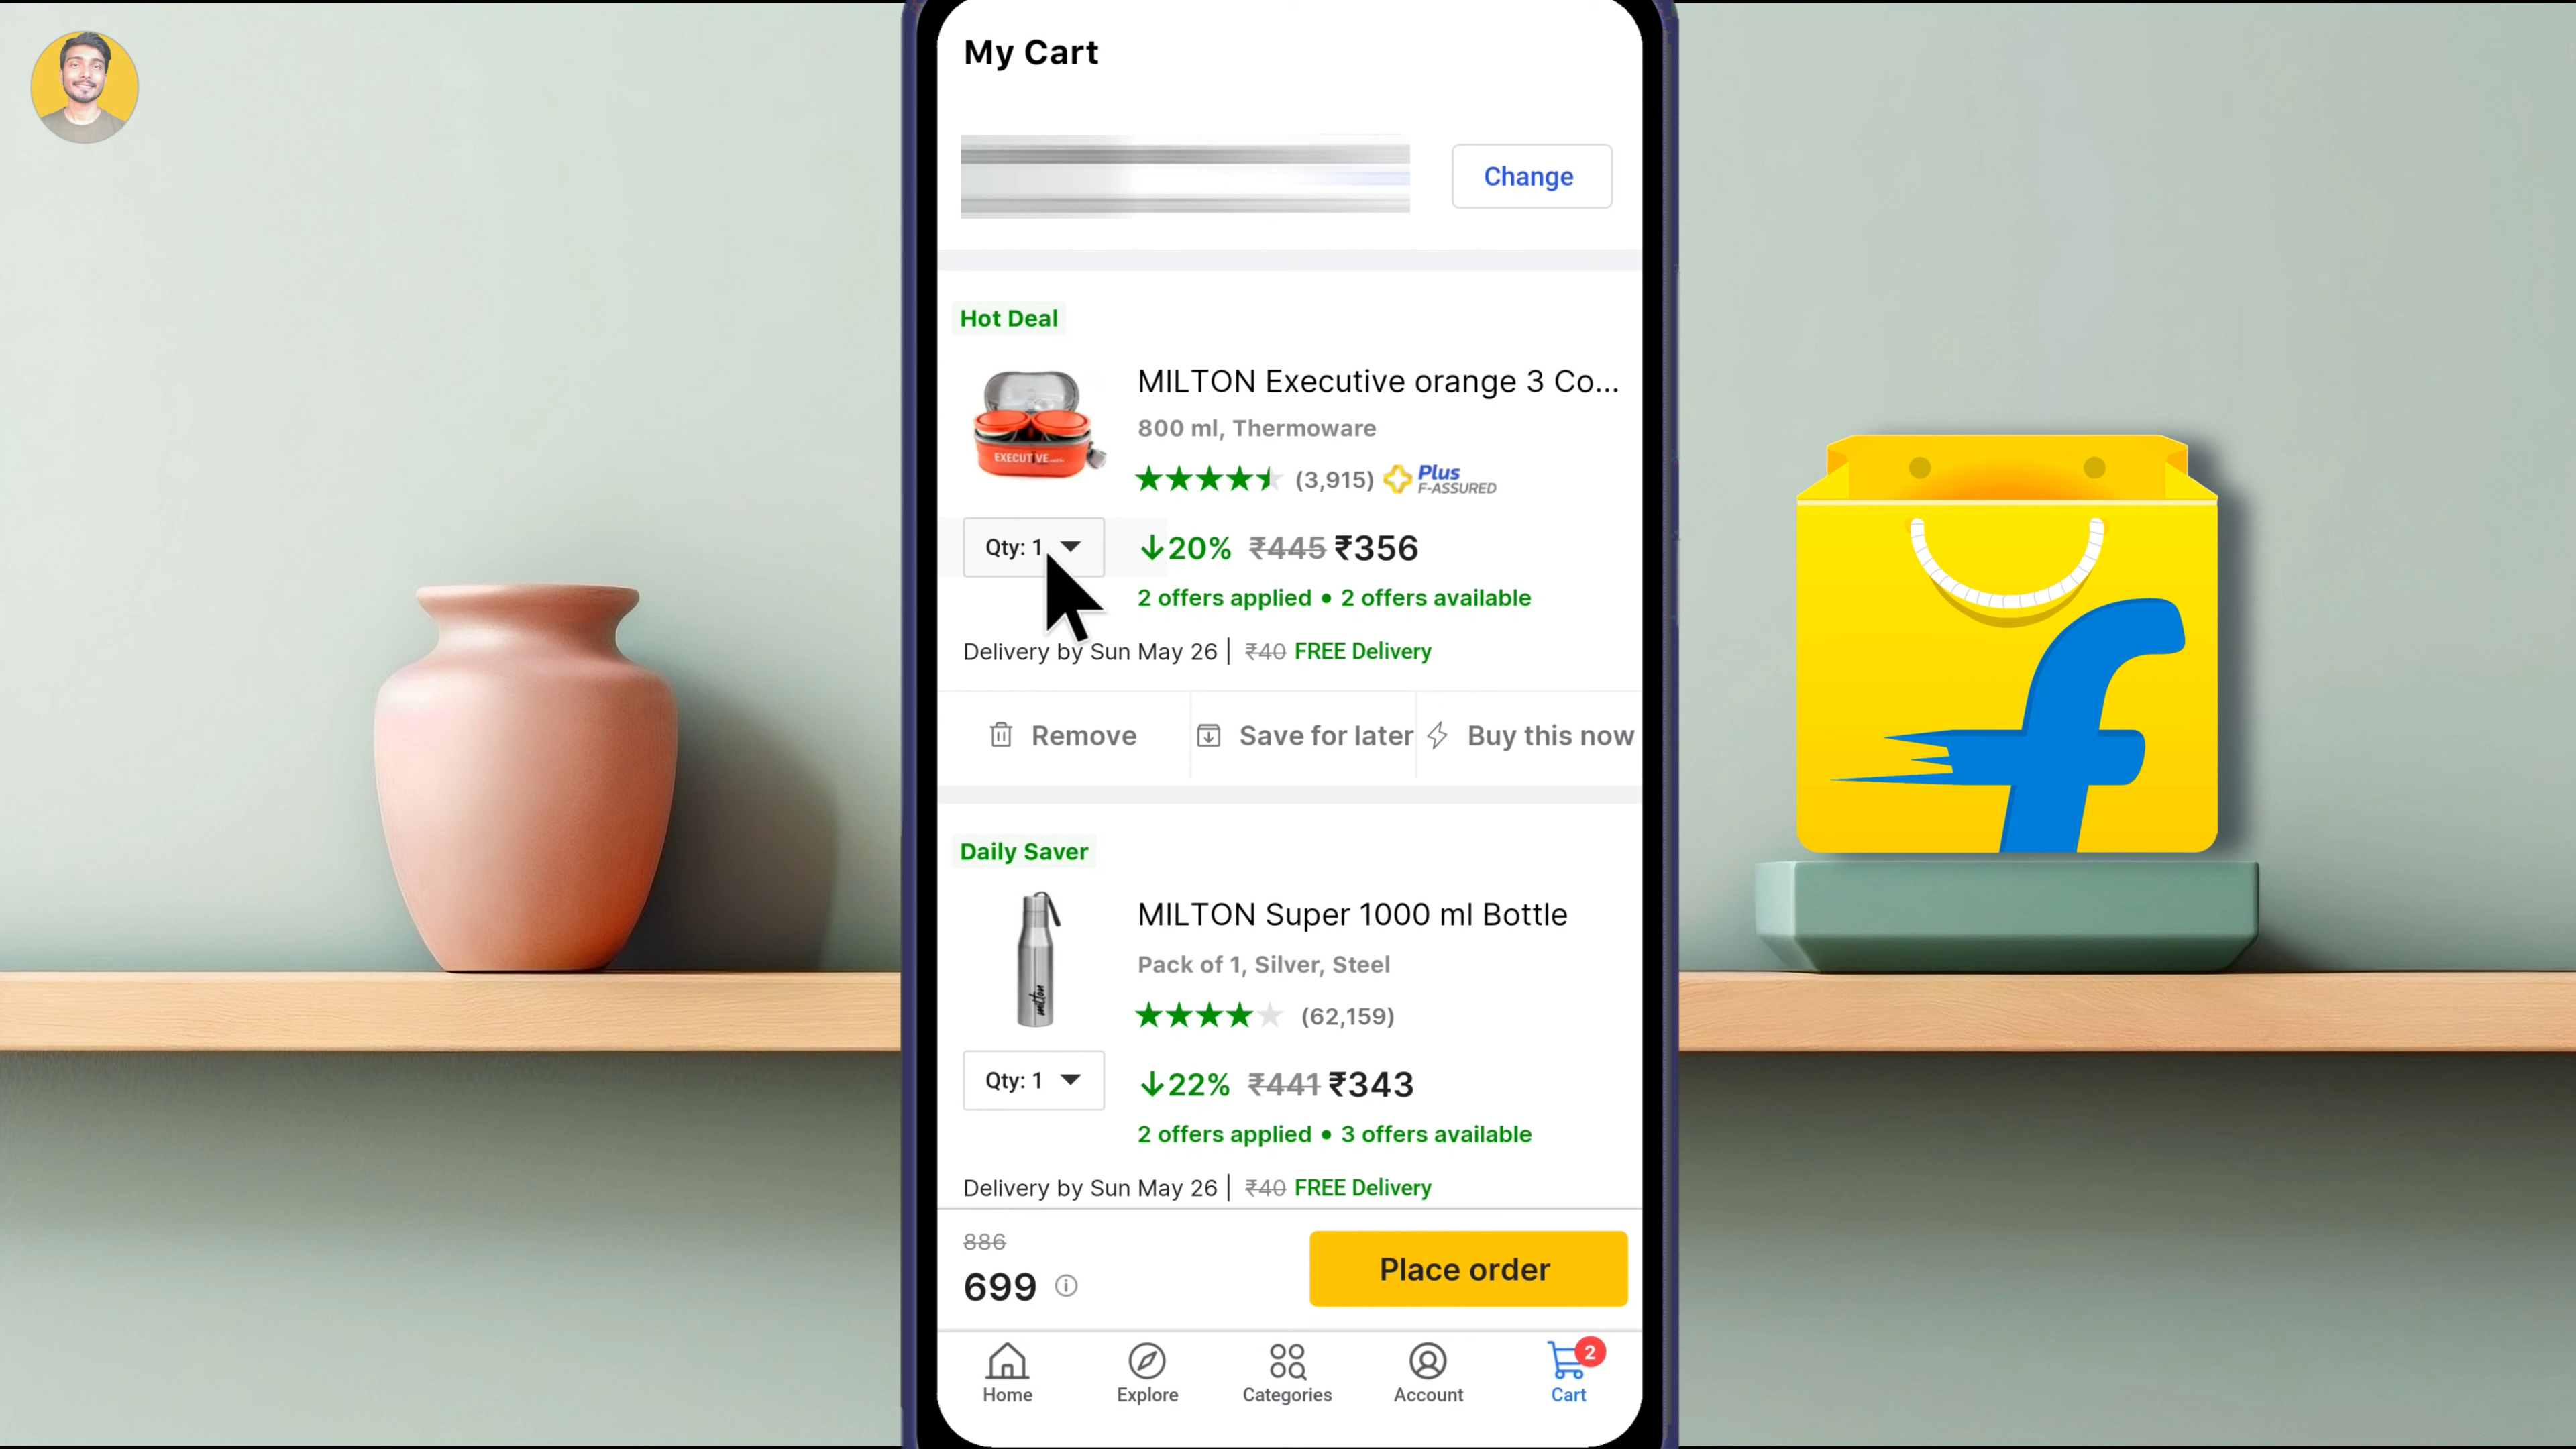 My Cart
Change
Hot Deal
MILTON Executive orange 3 Co...
800 ml, Thermoware
EXECUTIVE
(3,915) Plus F-ASSURED
Qty: 1 ↓20% ₹445 ₹356
2 offers applied • 2 offers available
Delivery by Sun May 26 | ₹40 FREE Delivery
Remove Save for later Buy this now
Daily Saver
MILTON Super 1000 ml Bottle
Pack of 1, Silver, Steel
milton
(62,159)
Qty: 1 ↓22% ₹441 ₹343
2 offers applied • 3 offers available
Delivery by Sun May 26 | ₹40 FREE Delivery
886
699 Place order
2
Home Explore Categories Account Cart
f